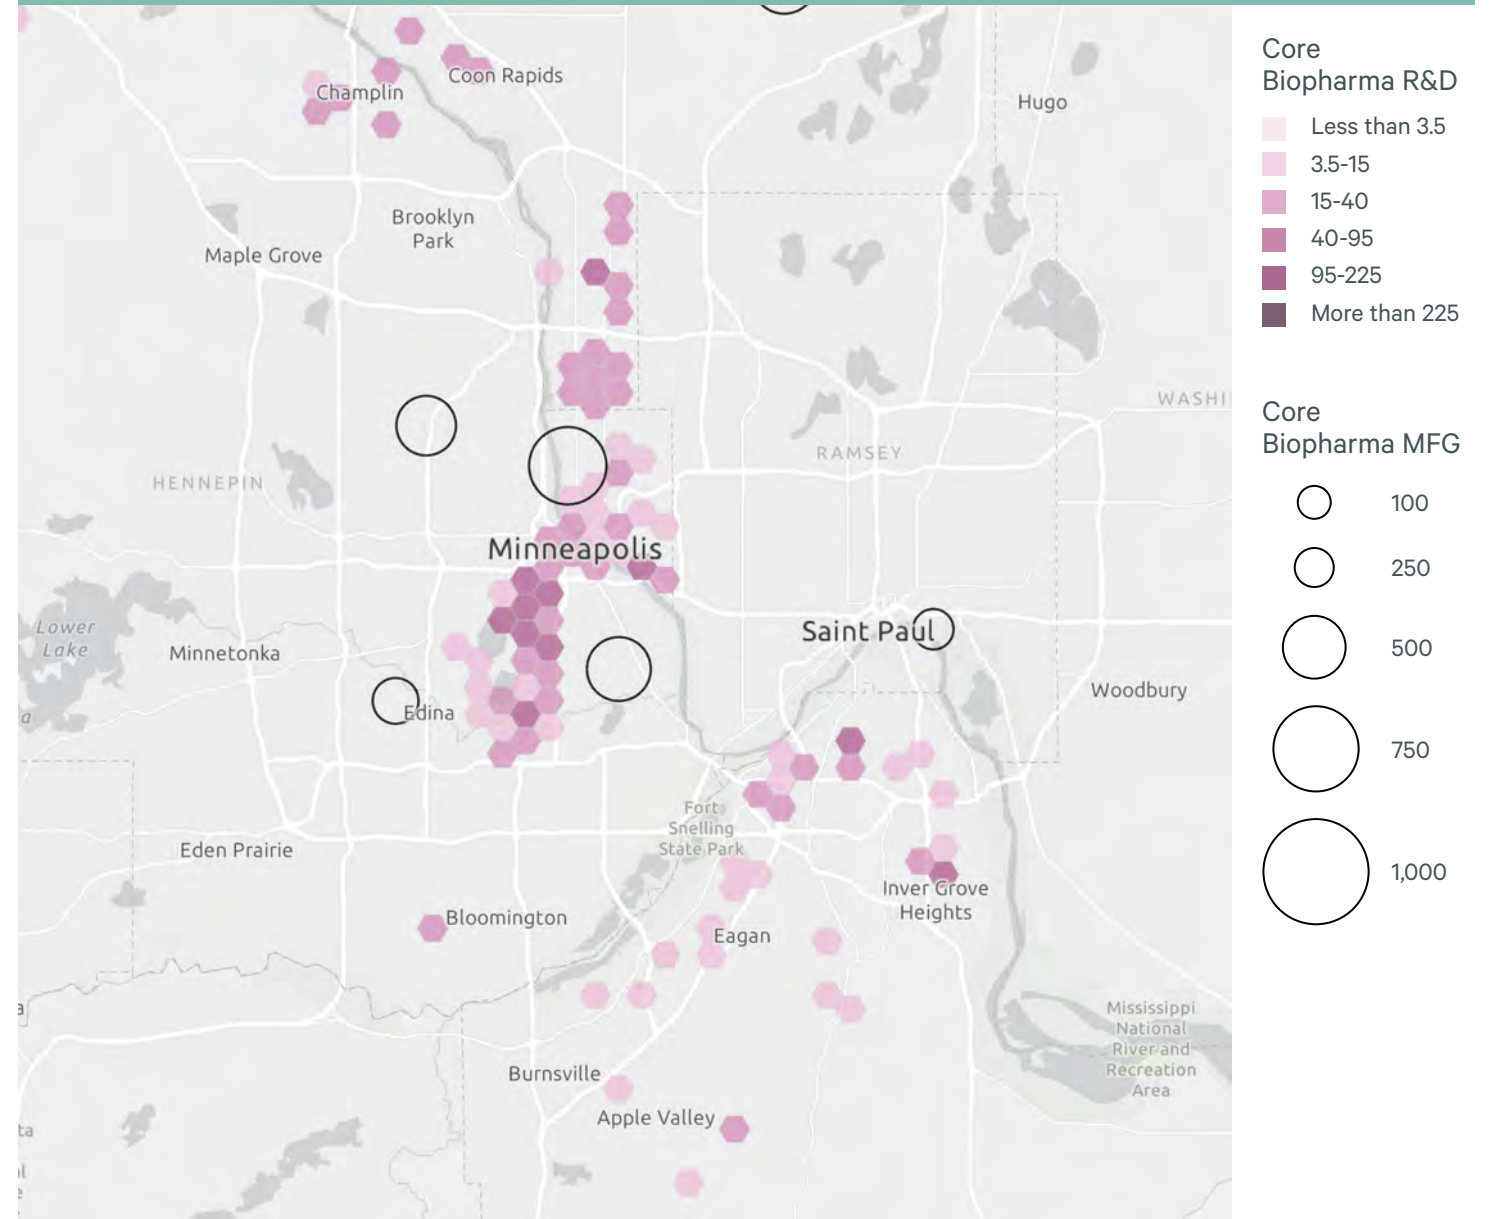 Coon Rapids
Champlin
Hugo
Brooklyn
Park
Maple Grove
WASHI
RAMSEY
HENNEPIN
Minneapolis
Lower
Lake
Minnetonka
Saint Paul
Woodbury
a
Edina
Fort
Snelling
State Park
Eden Prairie
Inver Grove
Heights
Bloomington
Eagan
a
Mississippi
National
River and
Recreation
Area
Burnsville
Apple Valley
ta
al
e
Core
Biopharma R&D
Less than 3.5
3.5-15
15-40
40-95
95-225
More than 225
Core
Biopharma MFG
100
250
500
750
1,000